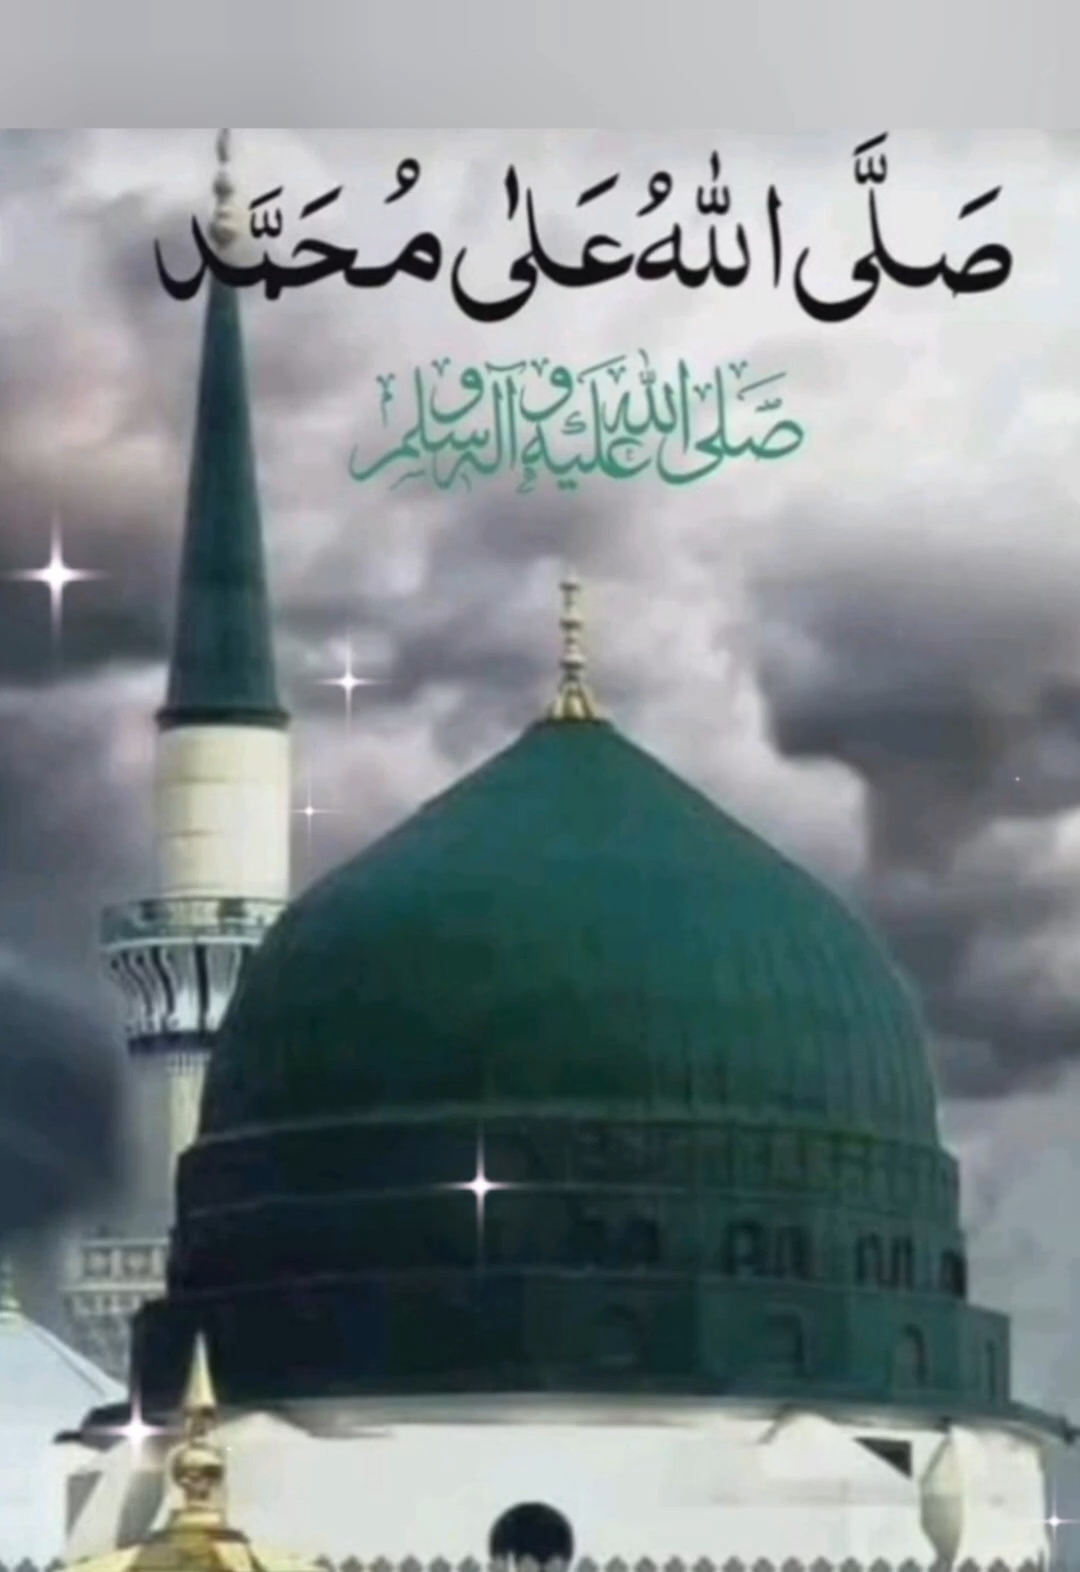 صَلَّى اللّٰهُ عَلٰى مُحَمَّد
صَلَّى اللّٰهُ عَلَيْهِ وَآلِهٖ وَسَلَّم